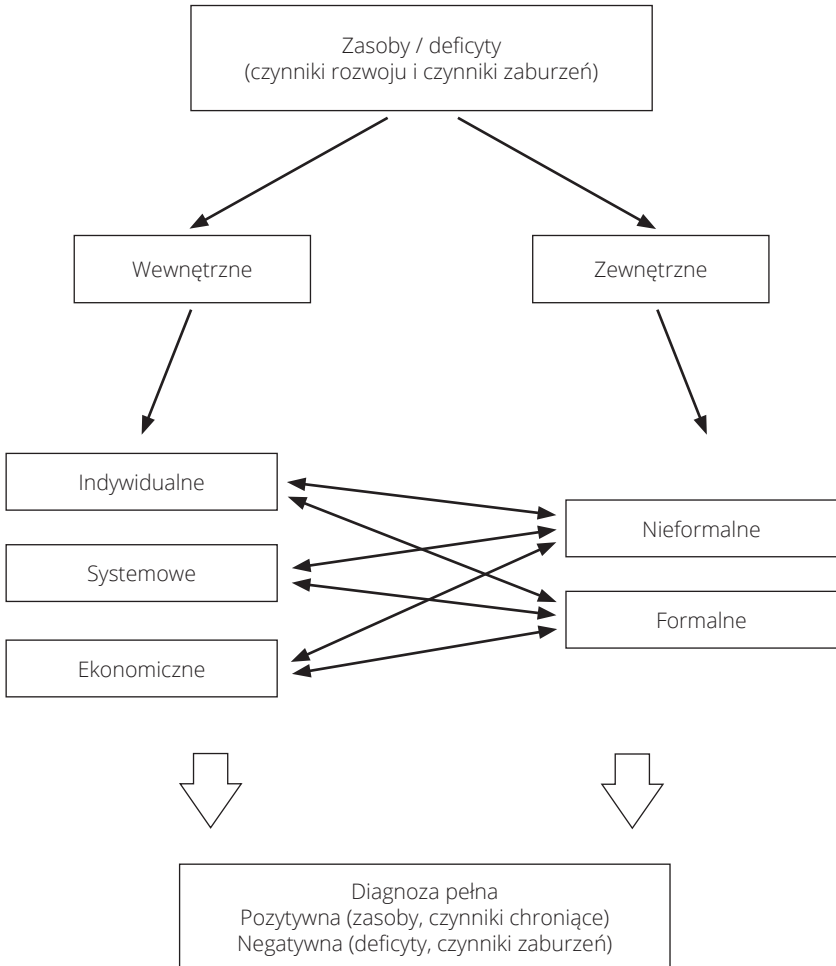 Zasoby / deficyty
(czynniki rozwoju i czynniki zaburzeń)
Wewnętrzne
Zewnętrzne
Indywidualne
Systemowe
Ekonomiczne
Nieformalne
Formalne
Diagnoza pełna
Pozytywna (zasoby, czynniki chroniące)
Negatywna (deficyty, czynniki zaburzeń)